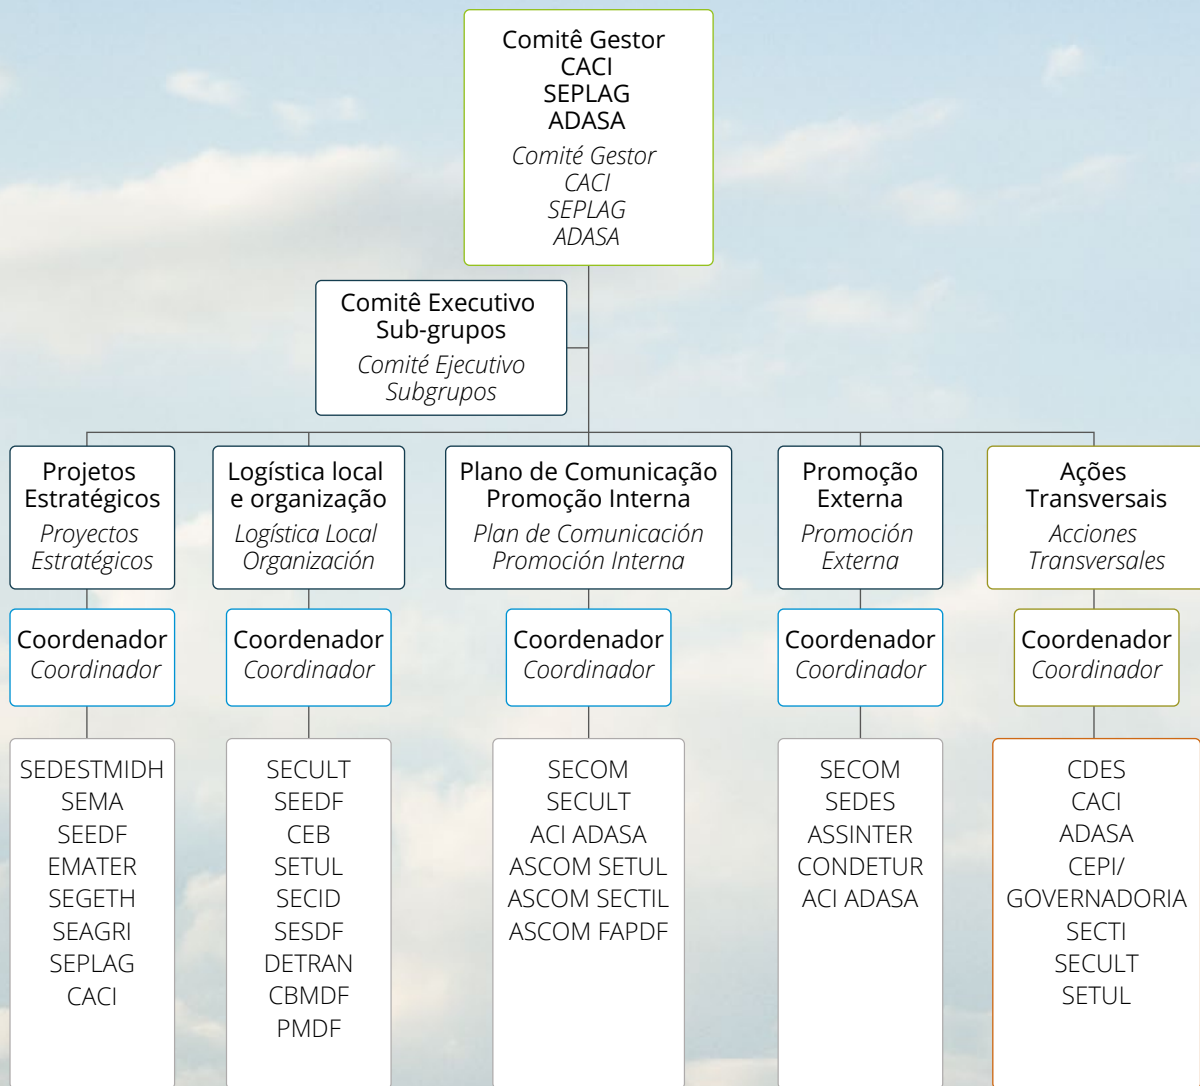 Comitê Gestor
CACI
SEPLAG
ADASA
Comité Gestor
CACI
SEPLAG
ADASA
Comitê Executivo
Sub-grupos
Comité Ejecutivo
Subgrupos
Projetos
Estratégicos
Proyectos
Estratégicos
Logística local
e organização
Logística Local
Organización
Plano de Comunicação
Promoção Interna
Plan de Comunicación
Promoción Interna
Promoção
Externa
Promoción
Externa
Ações
Transversais
Acciones
Transversales
Coordenador
Coordinador
Coordenador
Coordinador
Coordenador
Coordinador
Coordenador
Coordinador
Coordenador
Coordinador
SEDESTMIDH
SEMA
SEEDF
EMATER
SEGETH
SEAGRI
SEPLAG
CACI
SECULT
SEEDF
CEB
SETUL
SECID
SESDF
DETRAN
CBMDF
PMDF
SECOM
SECULT
ACI ADASA
ASCOM SETUL
ASCOM SECTIL
ASCOM FAPDF
SECOM
SEDES
ASSINTER
CONDETUR
ACI ADASA
CDES
CACI
ADASA
CEPI/
GOVERNADORIA
SECTI
SECULT
SETUL